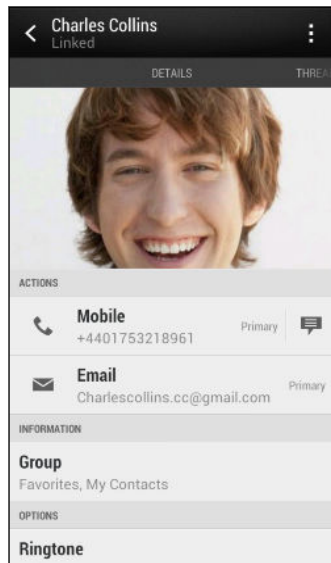 Charles Collins
Linked
DETAILS
THREA
ACTIONS
Mobile
+4401753218961
Primary
Email
Charlescollins.cc@gmail.com
Primary
INFORMATION
Group
Favorites, My Contacts
OPTIONS
Ringtone